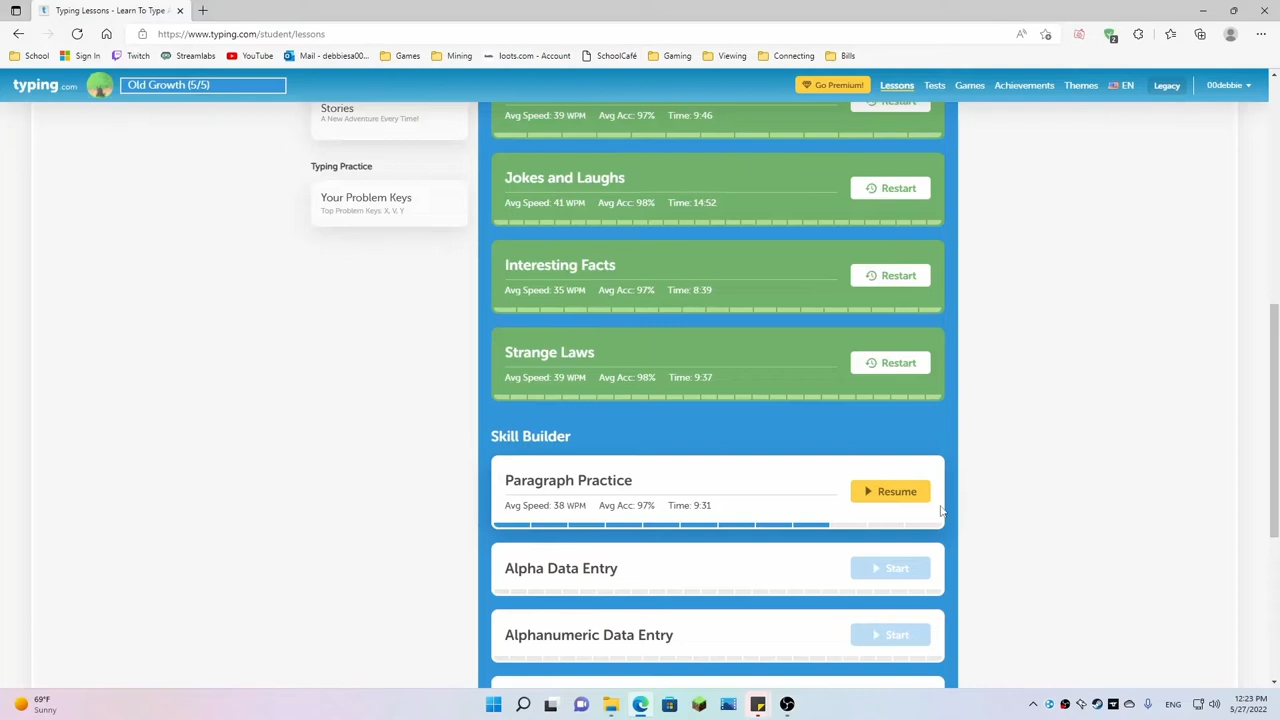 Typing Lessons - Learn To Type A
https://www.typing.com/student/lessons
School
Sign In
Twitch
Streamlabs
YouTube
Mail - debbiesa00...
Games
Mining
loots.com - Account
SchoolCafé
Gaming
Viewing
Connecting
Bills
typing.com
Old Growth (5/5)
Go Premium!
Lessons
Tests
Games
Achievements
Themes
EN
Legacy
00debbie
Stories
A New Adventure Every Time!
Typing Practice
Your Problem Keys
Top Problem Keys: X, V, Y
Avg Speed: 39 WPM Avg Acc: 97% Time: 9:46
Restart
Jokes and Laughs
Avg Speed: 41 WPM Avg Acc: 98% Time: 14:52
Restart
Interesting Facts
Avg Speed: 35 WPM Avg Acc: 97% Time: 8:39
Restart
Strange Laws
Avg Speed: 39 WPM Avg Acc: 98% Time: 9:37
Restart
Skill Builder
Paragraph Practice
Avg Speed: 38 WPM Avg Acc: 97% Time: 9:31
Resume
Alpha Data Entry
Start
Alphanumeric Data Entry
Start
69°F
Sunny
ENG
12:23 PM
5/27/2022